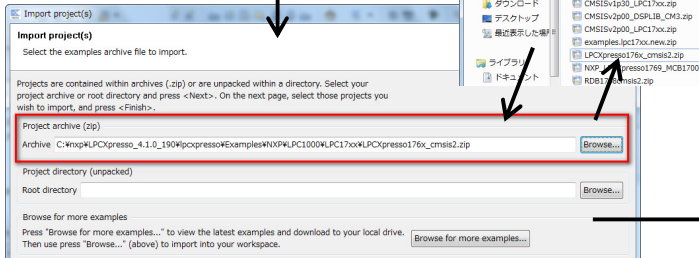 Import project(s)
Import project(s)
Select the examples archive file to import.
Projects are contained within archives (.zip) or are unpacked within a directory. Select your
project archive or root directory and press <Next>. On the next page, select those projects you
wish to import, and press <Finish>.
Project archive (zip)
Archive C:¥nxp¥LPCXpresso_4.1.0_190¥lpcxpresso¥Examples¥NXP¥LPC1000¥LPC17xx¥LPCXpresso176x_cmsis2.zip Browse...
Project directory (unpacked)
Root directory Browse...
Browse for more examples
Press "Browse for more examples..." to view the latest examples and download to your local drive.
Then use press "Browse..." (above) to import into your workspace.
Browse for more examples...
ダウンロード
デスクトップ
最近表示した場所
ライブラリ
ドキュメント
CMSISv1p30_LPC17xx.zip
CMSISv2p00_DSPLIB_CM3.zip
CMSISv2p00_LPC17xx.zip
examples.lpc17xx.new.zip
LPCXpresso176x_cmsis2.zip